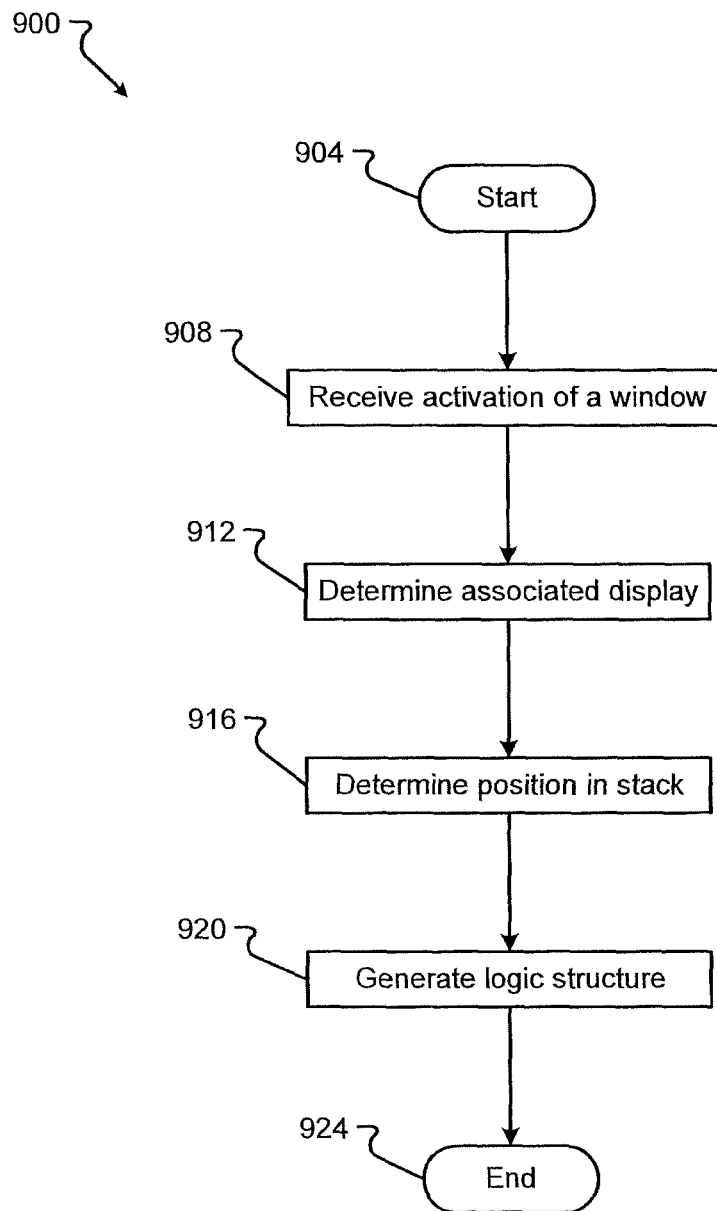 900
904
Start
908
Receive activation of a window
912
Determine associated display
916
Determine position in stack
920
Generate logic structure
924
End